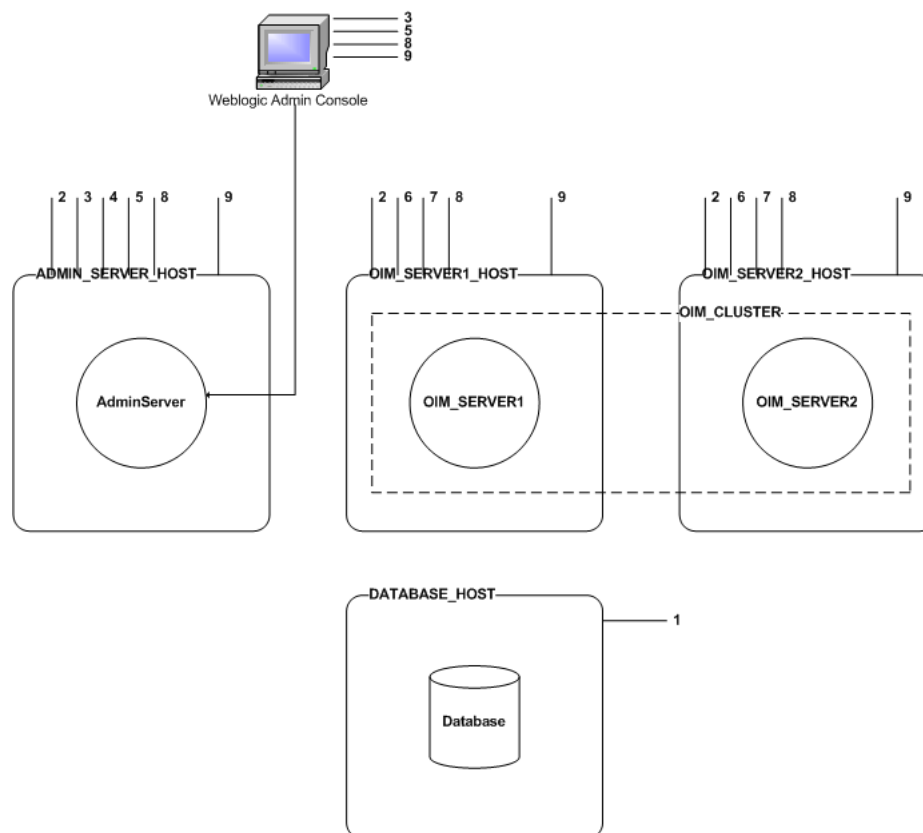 3
5
8
9
Weblogic Admin Console
2 3 4 5 8 9
2 6 7 8 9
2 6 7 8 9
ADMIN_SERVER_HOST
OIM_SERVER1_HOST
OIM_SERVER2_HOST
OIM_CLUSTER
AdminServer
OIM_SERVER1
OIM_SERVER2
DATABASE_HOST
1
Database